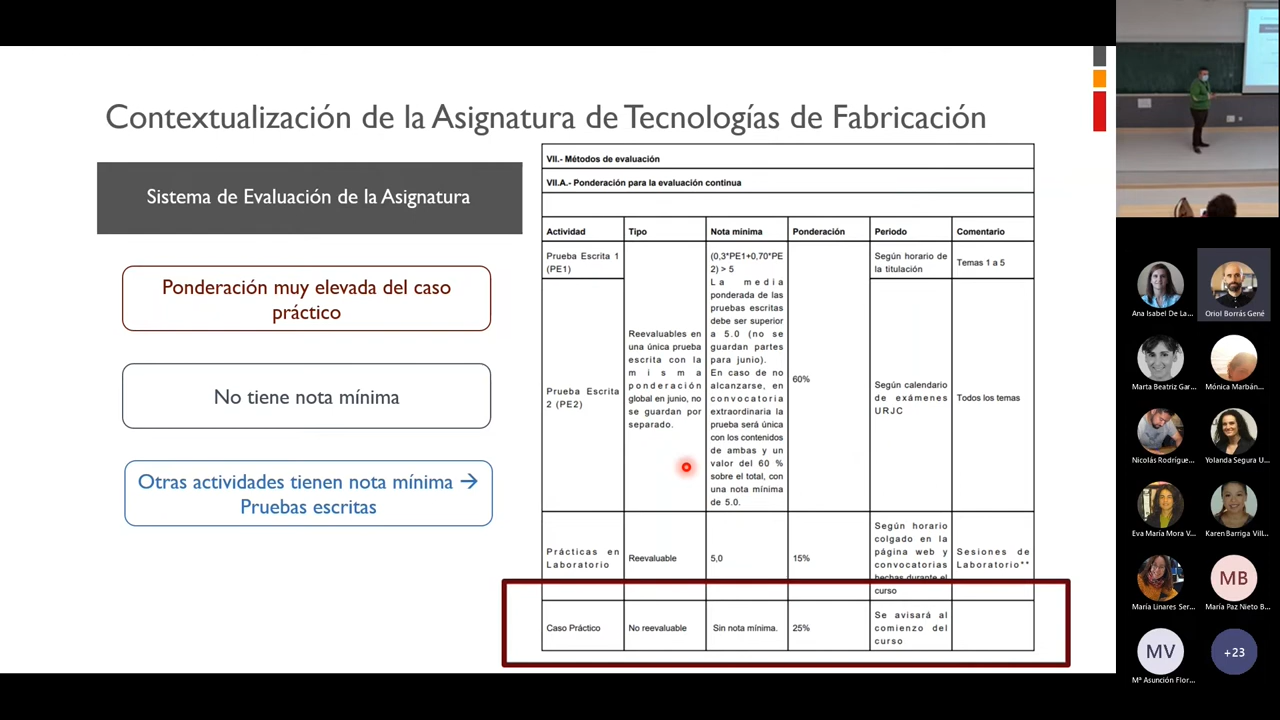 Contextualización de la Asignatura de Tecnologías de Fabricación
Sistema de Evaluación de la Asignatura
Ponderación muy elevada del caso
práctico
No tiene nota mínima
Otras actividades tienen nota mínima →
Pruebas escritas
VII.- Métodos de evaluación
VII.A.- Ponderación para la evaluación continua
Actividad
Tipo
Nota mínima
Ponderación
Periodo
Comentario
Prueba Escrita 1
(PE1)
Prueba Escrita
2 (PE2)
Reevaluables en
una única prueba
escrita con la
misma
ponderación
global en junio, no
se guardan por
separado.
(0,3*PE1+0,70*PE
2) > 5
La media
ponderada de las
pruebas escritas
debe ser superior
a 5.0 (no se
guardan partes
para junio).
En caso de no
alcanzarse, en
convocatoria
extraordinaria la
prueba será única
con los contenidos
de ambas y un
valor del 60 %
sobre el total, con
una nota mínima
de 5.0.
60%
Según horario de
la titulación
Temas 1 a 5
Según calendario
de exámenes
URJC
Todos los temas
Prácticas en
Laboratorio
Reevaluable
5,0
15%
Según horario
colgado en la
página web y
convocatorias
hechas durante el
curso
Sesiones de
Laboratorio**
Caso Práctico
No reevaluable
Sin nota mínima.
25%
Se avisará al
comienzo del
curso
Ana Isabel De La...
Oriol Borrás Gené
Marta Beatriz Gar...
Mónica Marbán...
Nicolás Rodrígue...
Yolanda Segura U...
Eva María Mora V...
Karen Barriga Vill...
María Linares Ser...
MB
María Paz Nieto B...
MV
Mª Asunción Flor...
+23